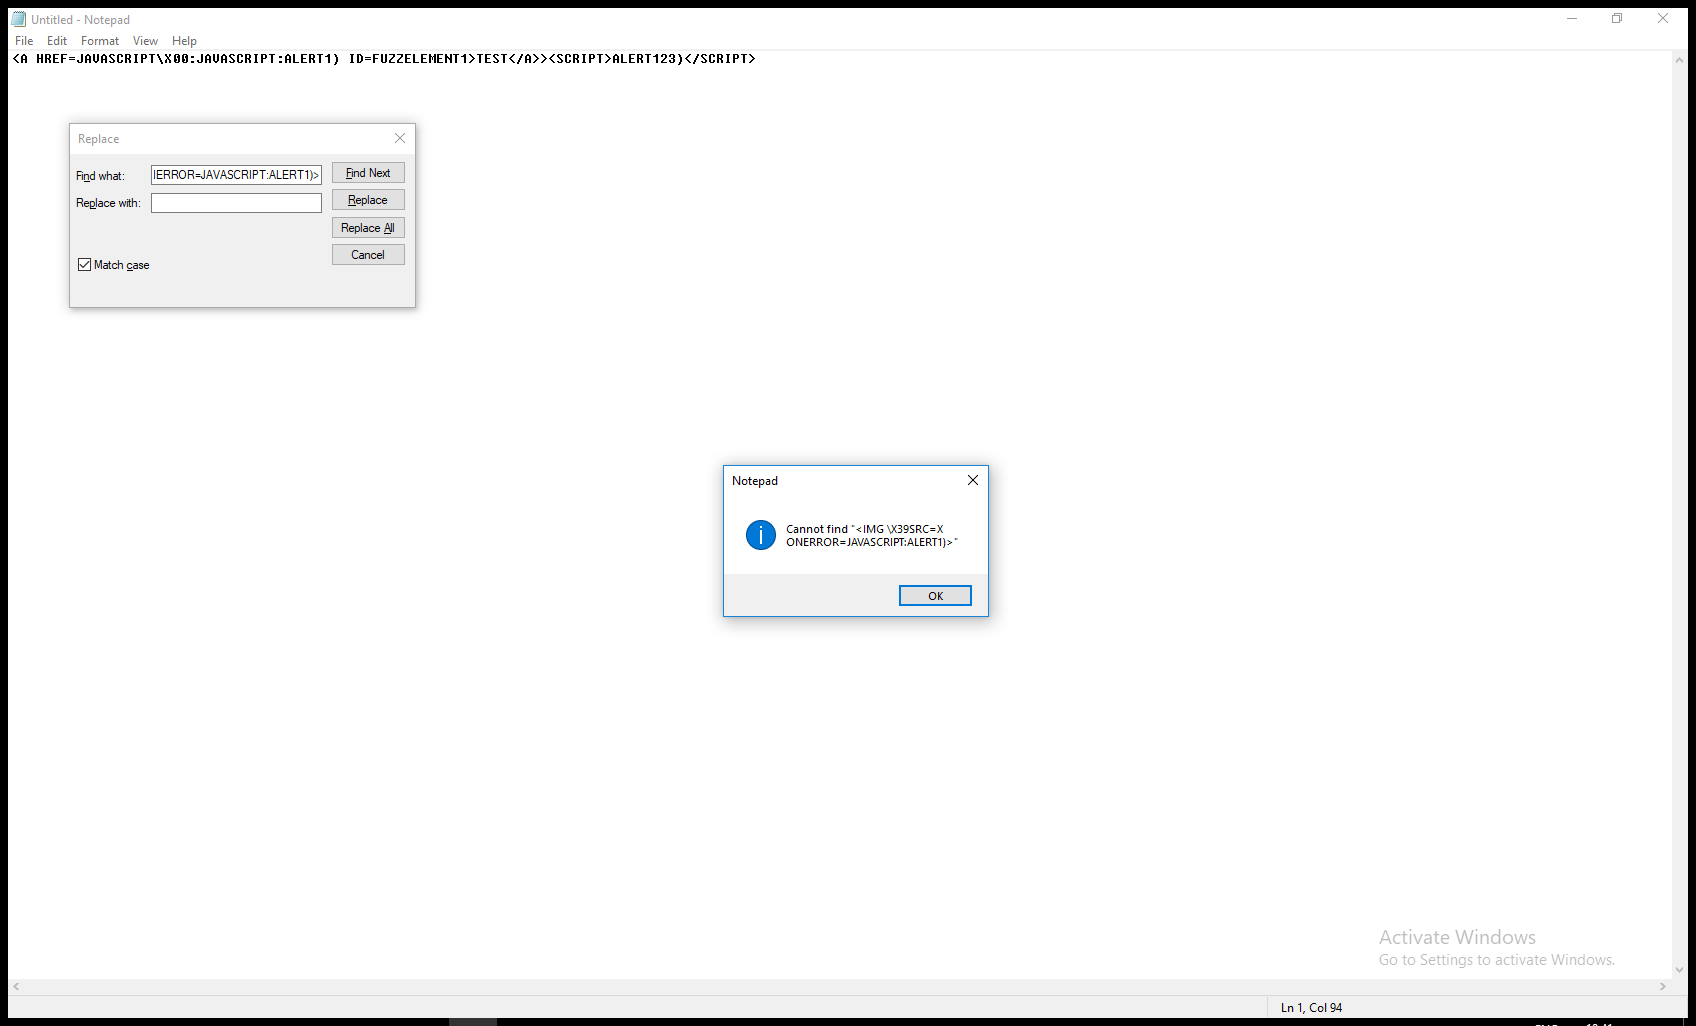 Untitled - Notepad
File Edit Format View Help
<A HREF=JAVASCRIPT\X00:JAVASCRIPT:ALERT1) ID=FUZZELEMENT1>TEST</A>><SCRIPT>ALERT123)</SCRIPT>
Replace
Find what: IERROR=JAVASCRIPT:ALERT1)> Find Next
Replace with: Replace
Replace All
Cancel
Match case
Notepad
Cannot find "<IMG \X39SRC=X
ONERROR=JAVASCRIPT:ALERT1)>"
OK
Activate Windows
Go to Settings to activate Windows.
Ln 1, Col 94